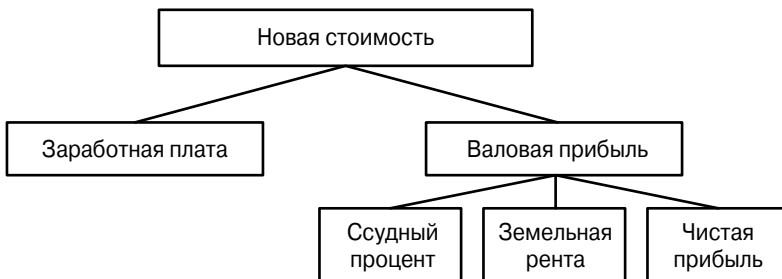 Новая стоимость
Заработная плата
Валовая прибыль
Ссудный
процент
Земельная
рента
Чистая
прибыль